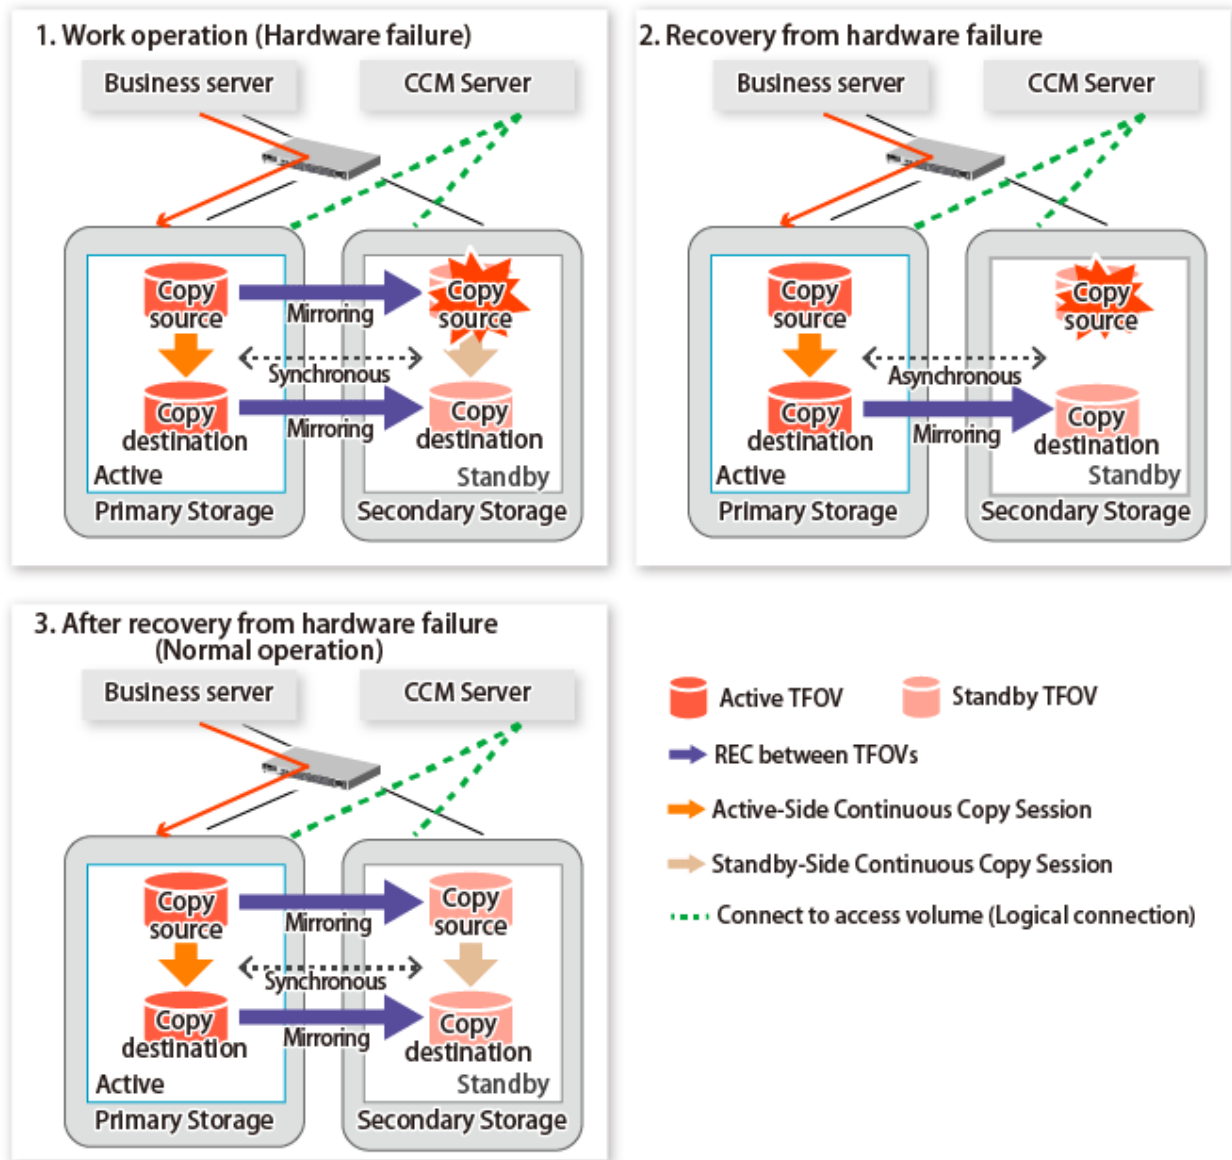 1. Work operation (Hardware failure)
Business server
CCM Server
Copy
source
Mirroring
Copy
source
Synchronous
Copy
destination
Mirroring
Copy
destination
Active
Standby
Primary Storage
Secondary Storage
2. Recovery from hardware failure
Business server
CCM Server
Copy
source
Copy
source
Asynchronous
Copy
destination
Mirroring
Copy
destination
Active
Standby
Primary Storage
Secondary Storage
3. After recovery from hardware failure
(Normal operation)
Business server
CCM Server
Copy
source
Mirroring
Copy
source
Synchronous
Copy
destination
Mirroring
Copy
destination
Active
Standby
Primary Storage
Secondary Storage
Active TFOV
Standby TFOV
REC between TFOVs
Active-Side Continuous Copy Session
Standby-Side Continuous Copy Session
Connect to access volume (Logical connection)